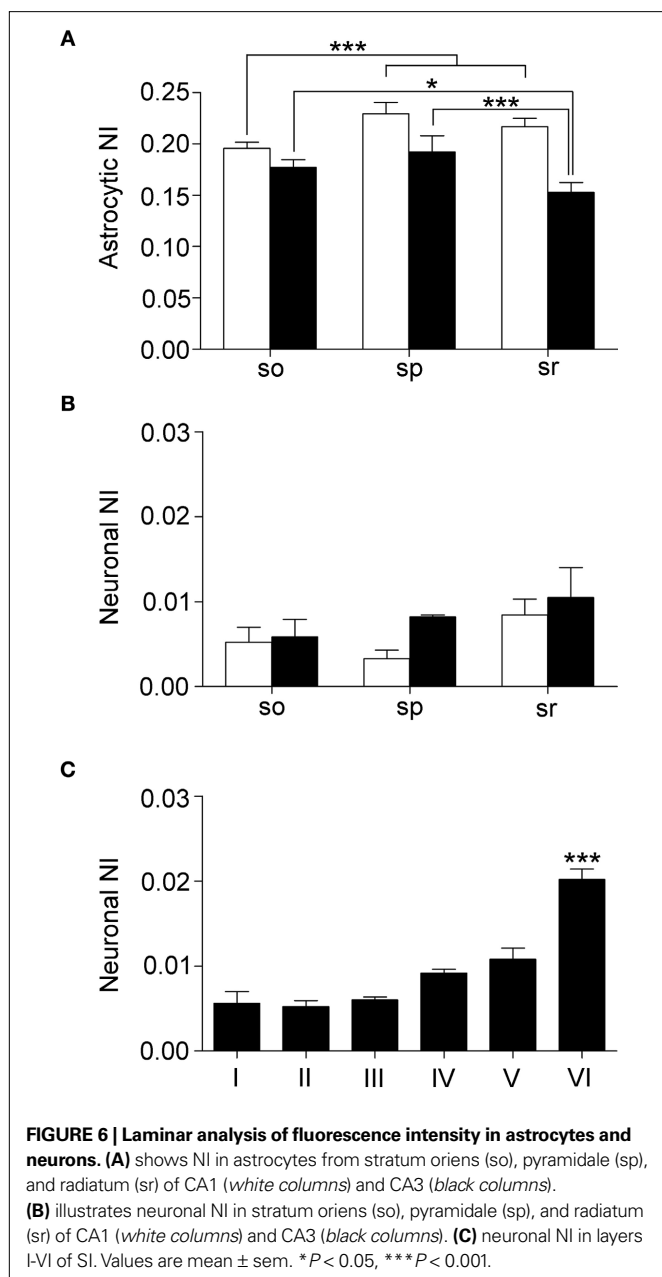 A
***
*
***
0.25
0.20
0.15
0.10
0.05
0.00
Astrocytic NI
so sp sr
B
0.03
0.02
0.01
0.00
Neuronal NI
so sp sr
C
0.03
0.02
0.01
0.00
Neuronal NI
***
I II III IV V VI
FIGURE 6 | Laminar analysis of fluorescence intensity in astrocytes and
neurons. (A) shows NI in astrocytes from stratum oriens (so), pyramidale (sp),
and radiatum (sr) of CA1 (white columns) and CA3 (black columns).
(B) illustrates neuronal NI in stratum oriens (so), pyramidale (sp), and radiatum
(sr) of CA1 (white columns) and CA3 (black columns). (C) neuronal NI in layers
I-VI of SI. Values are mean ± sem. *P < 0.05, ***P < 0.001.